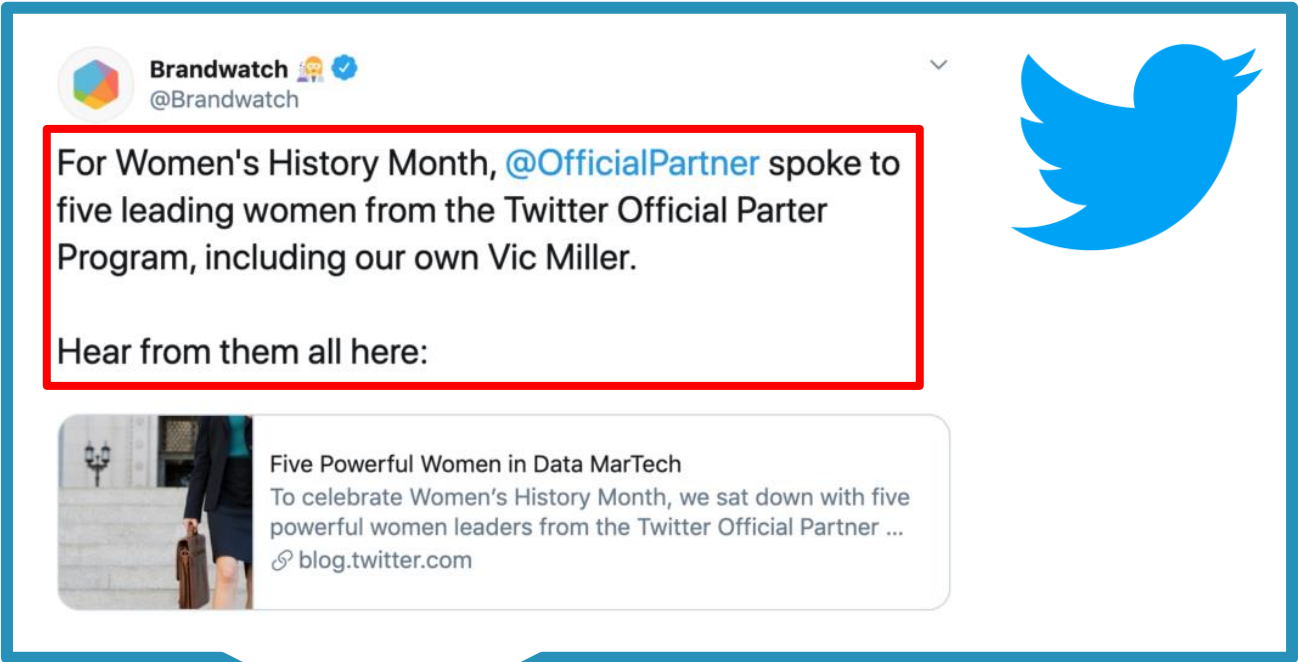 Brandwatch
@Brandwatch
For Women's History Month, @OfficialPartner spoke to
five leading women from the Twitter Official Parter
Program, including our own Vic Miller.
Hear from them all here:
Five Powerful Women in Data MarTech
To celebrate Women’s History Month, we sat down with five
powerful women leaders from the Twitter Official Partner ...
blog.twitter.com